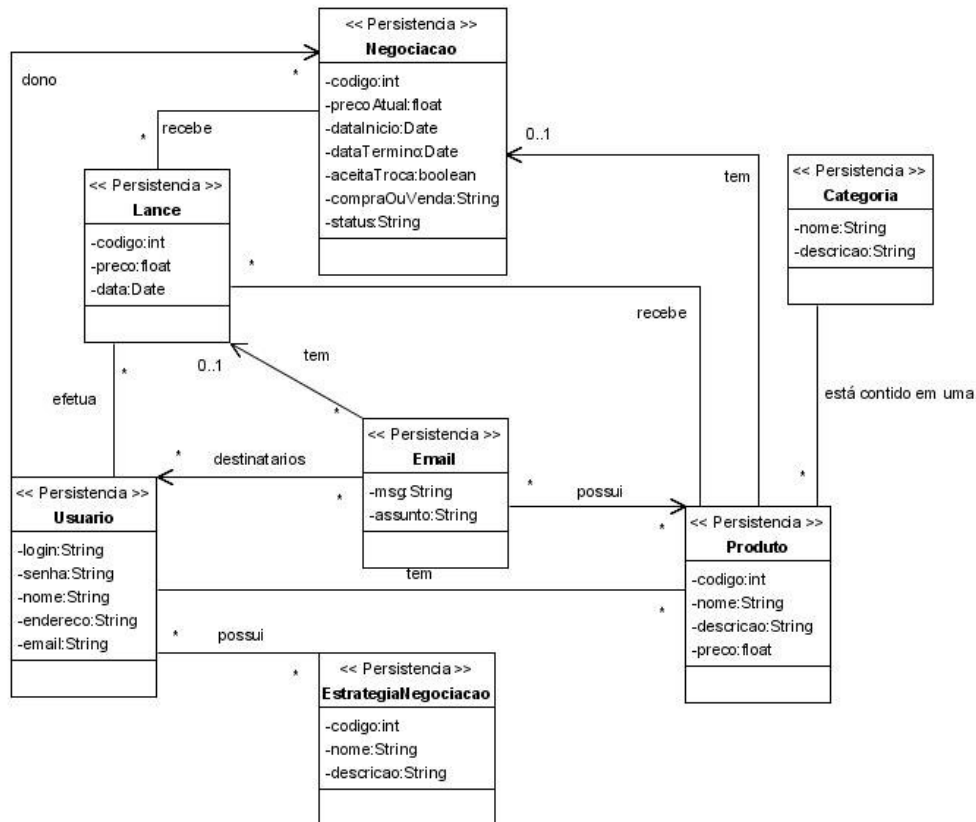 << Persistencia >>
Negociacao
-codigo:int
-precoAtual:float
-dataInicio:Date
-dataTermino:Date
-aceitaTroca:boolean
-compraOuVenda:String
-status:String
dono
*
*
recebe
0..1
tem
<< Persistencia >>
Lance
-codigo:int
-preco:float
-data:Date
*
<< Persistencia >>
Categoria
-nome:String
-descricao:String
recebe
efetua
*
0..1
tem
*
está contido em uma
*
<< Persistencia >>
Email
-msg:String
-assunto:String
*
destinatarios
*
*
possui
*
<< Persistencia >>
Usuario
-login:String
-senha:String
-nome:String
-endereco:String
-email:String
tem
*
<< Persistencia >>
Produto
-codigo:int
-nome:String
-descricao:String
-preco:float
*
possui
*
<< Persistencia >>
EstrategiaNegociacao
-codigo:int
-nome:String
-descricao:String